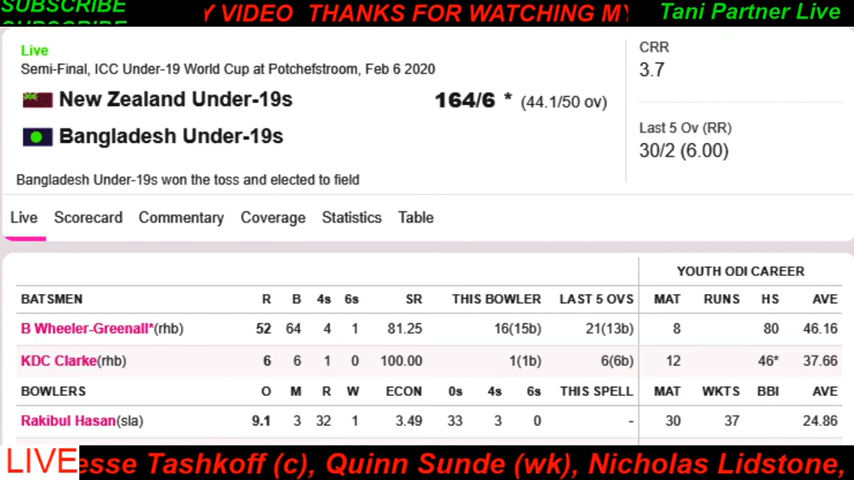 SUBSCRIBE
SUBSCRIBE
Y VIDEO THANKS FOR WATCHING MY
Tani Partner Live
Live
Semi-Final, ICC Under-19 World Cup at Potchefstroom, Feb 6 2020
New Zealand Under-19s 164/6 * (44.1/50 ov)
Bangladesh Under-19s
Bangladesh Under-19s won the toss and elected to field
CRR
3.7
Last 5 Ov (RR)
30/2 (6.00)
Live Scorecard Commentary Coverage Statistics Table
YOUTH ODI CAREER
BATSMEN R B 4s 6s SR THIS BOWLER LAST 5 OVS MAT RUNS HS AVE
B Wheeler-Greenall*(rhb) 52 64 4 1 81.25 16(15b) 21(13b) 8 80 46.16
KDC Clarke(rhb) 6 6 1 0 100.00 1(1b) 6(6b) 12 46* 37.66
BOWLERS O M R W ECON 0s 4s 6s THIS SPELL MAT WKTS BBI AVE
Rakibul Hasan(sla) 9.1 3 32 1 3.49 33 3 0 - 30 37 24.86
LIVE esse Tashkoff (c), Quinn Sunde (wk), Nicholas Lidstone,